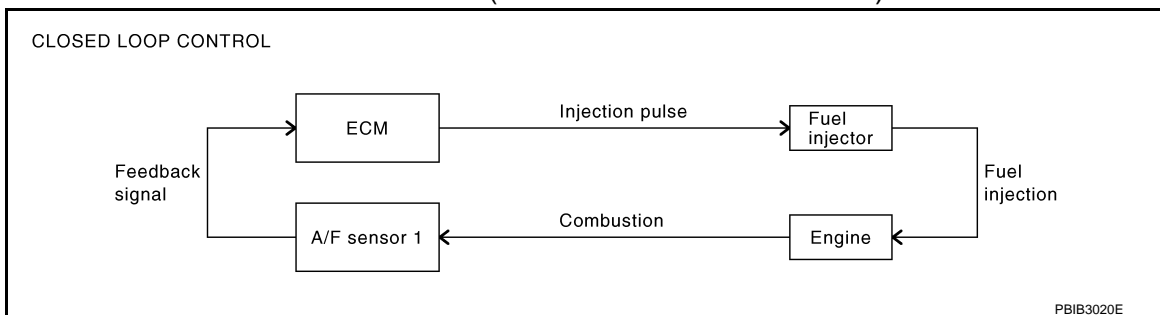 CLOSED LOOP CONTROL
ECM
Injection pulse
Fuel
injector
Feedback
signal
Fuel
injection
A/F sensor 1
Combustion
Engine
PBIB3020E